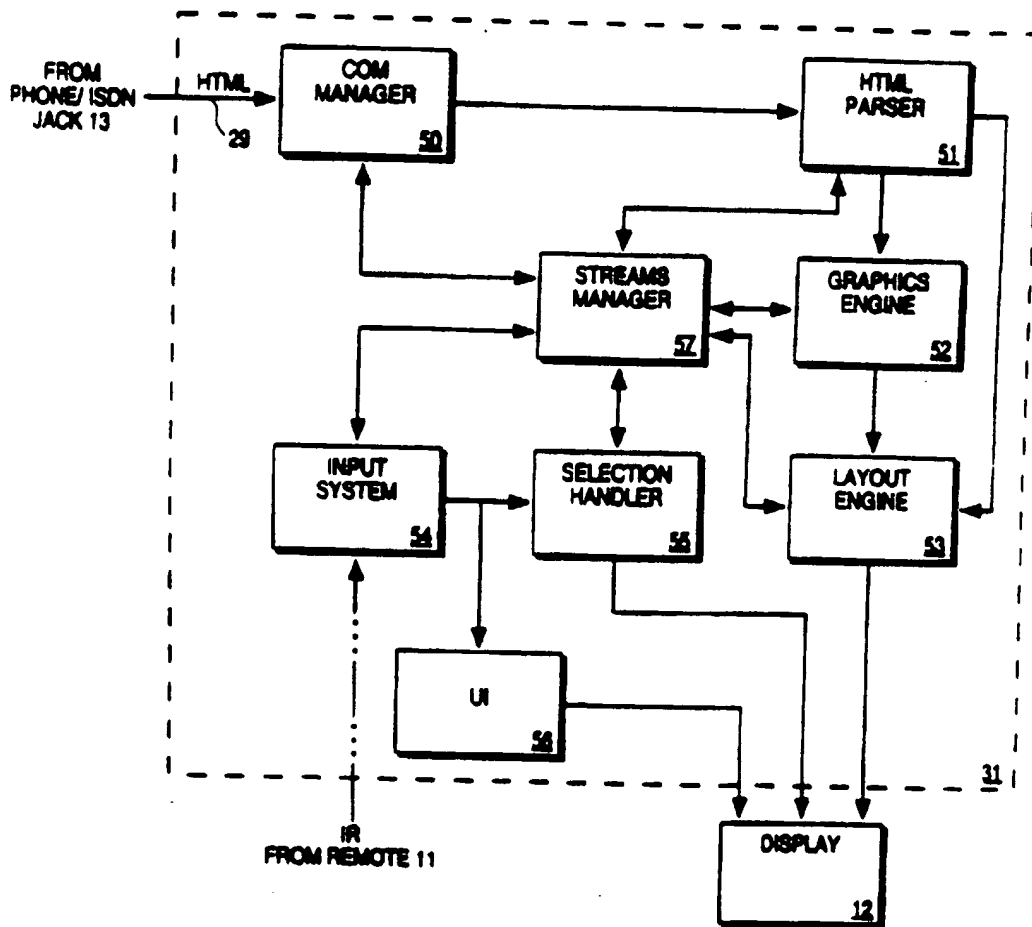 FROM
PHONE/ISDN
JACK 13
HTML
29
COM
MANAGER
50
HTML
PARSER
51
STREAMS
MANAGER
57
GRAPHICS
ENGINE
52
INPUT
SYSTEM
54
SELECTION
HANDLER
55
LAYOUT
ENGINE
53
UI
56
31
IR
FROM REMOTE 11
DISPLAY
12